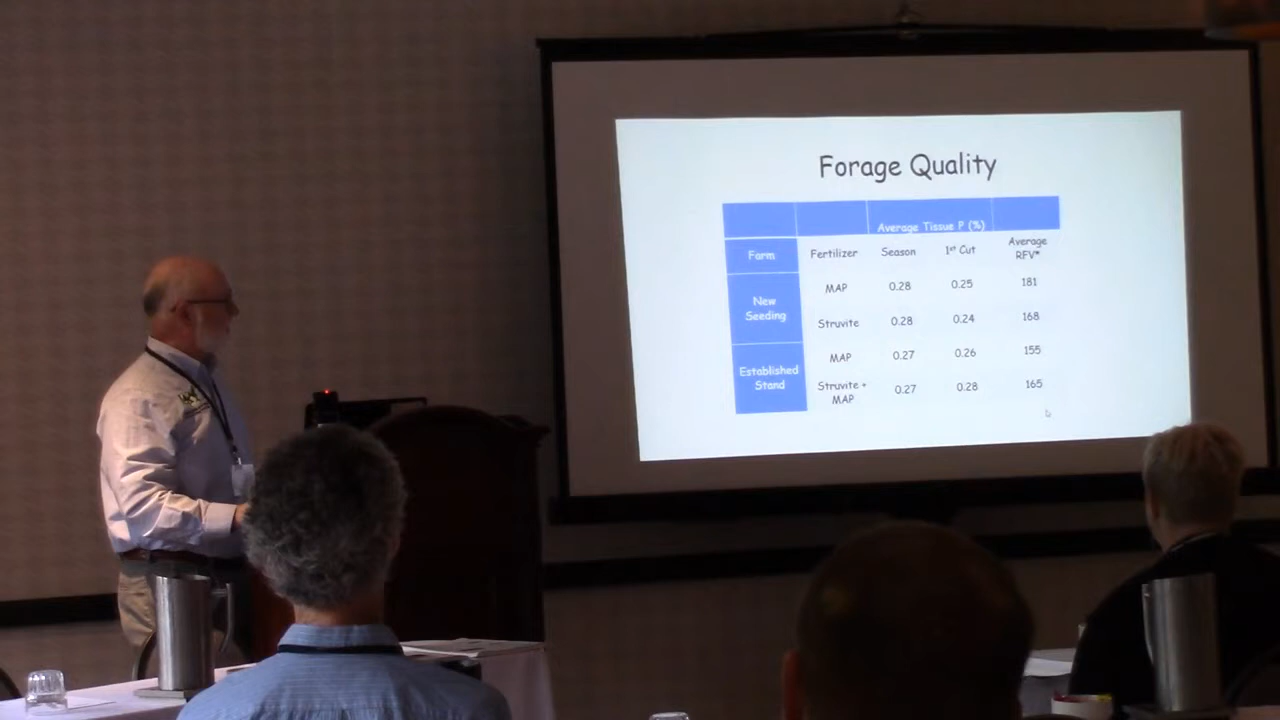 Forage Quality
Average Tissue P (%)
Farm Fertilizer Season 1st Cut Average RFV*
New Seeding MAP 0.28 0.25 181
Struvite 0.28 0.24 168
Established Stand MAP 0.27 0.26 155
Struvite + MAP 0.27 0.28 165